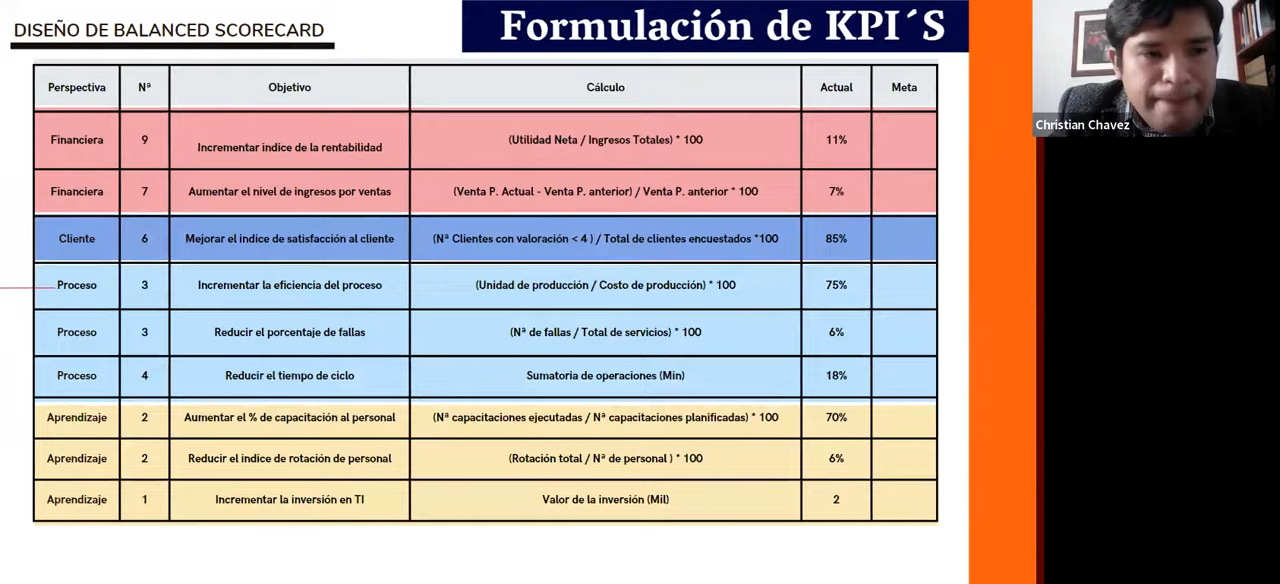 DISEÑO DE BALANCED SCORECARD
Formulación de KPI´S
Christian Chavez
Perspectiva Nª Objetivo Cálculo Actual Meta
Financiera 9 Incrementar indice de la rentabilidad (Utilidad Neta / Ingresos Totales) * 100 11%
Financiera 7 Aumentar el nivel de ingresos por ventas (Venta P. Actual - Venta P. anterior) / Venta P. anterior * 100 7%
Cliente 6 Mejorar el indice de satisfacción al cliente (Nª Clientes con valoración < 4 ) / Total de clientes encuestados *100 85%
Proceso 3 Incrementar la eficiencia del proceso (Unidad de producción / Costo de producción) * 100 75%
Proceso 3 Reducir el porcentaje de fallas (Nª de fallas / Total de servicios) * 100 6%
Proceso 4 Reducir el tiempo de ciclo Sumatoria de operaciones (Min) 18%
Aprendizaje 2 Aumentar el % de capacitación al personal (Nª capacitaciones ejecutadas / Nª capacitaciones planificadas) * 100 70%
Aprendizaje 2 Reducir el indice de rotación de personal (Rotación total / Nª de personal ) * 100 6%
Aprendizaje 1 Incrementar la inversión en TI Valor de la inversión (Mil) 2